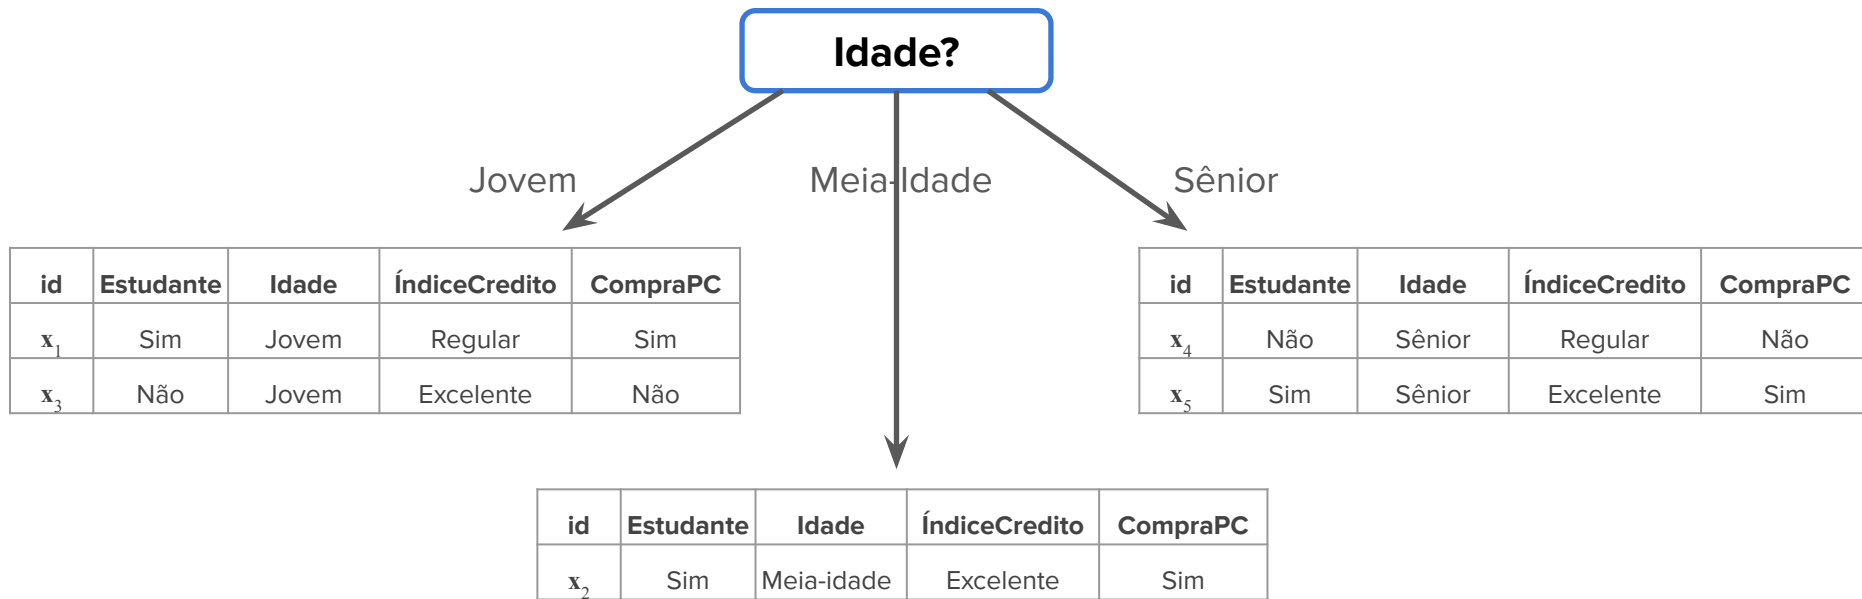 Idade?
Jovem
Meia-Idade
Sênior
id Estudante Idade ÍndiceCredito CompraPC
x1 Sim Jovem Regular Sim
x3 Não Jovem Excelente Não
id Estudante Idade ÍndiceCredito CompraPC
x4 Não Sênior Regular Não
x5 Sim Sênior Excelente Sim
id Estudante Idade ÍndiceCredito CompraPC
x2 Sim Meia-idade Excelente Sim